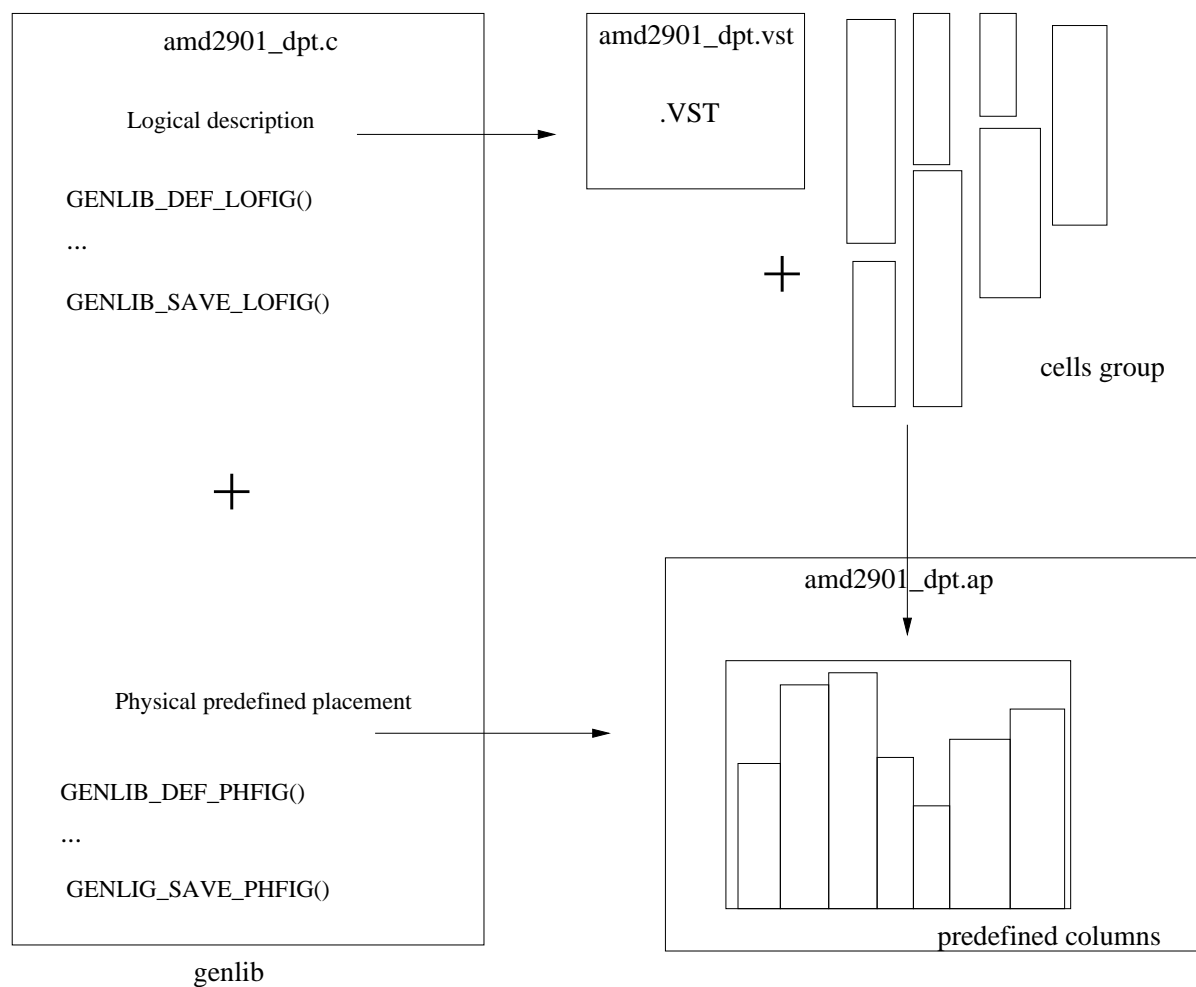 amd2901_dpt.c
Logical description
GENLIB_DEF_LOFIG()
...
GENLIB_SAVE_LOFIG()
Physical predefined placement
GENLIB_DEF_PHFIG()
...
GENLIG_SAVE_PHFIG()
genlib
amd2901_dpt.vst
.VST
cells group
amd2901_dpt.ap
predefined columns